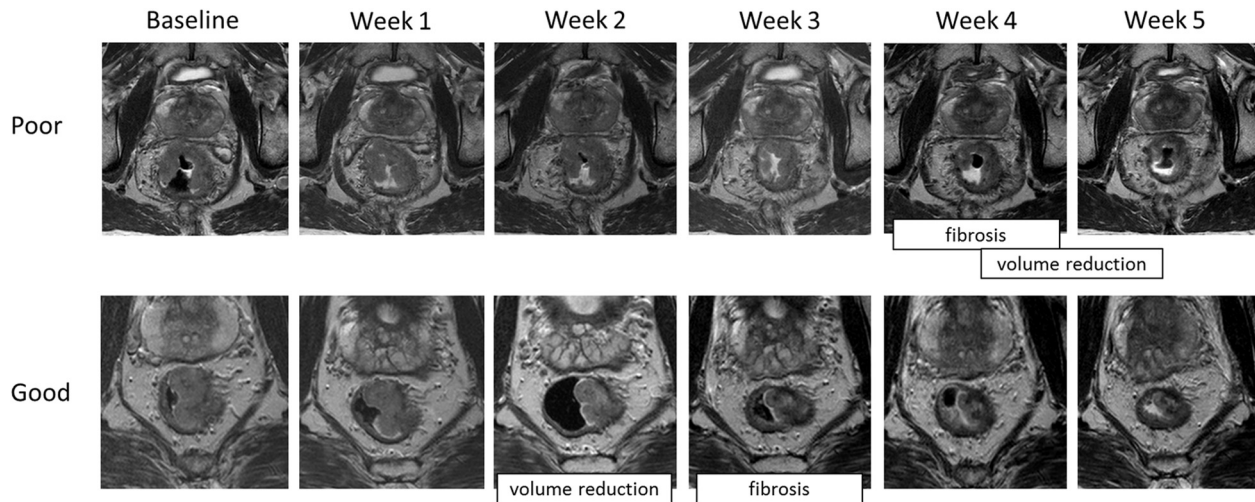 Baseline Week 1 Week 2 Week 3 Week 4 Week 5
Poor
fibrosis
volume reduction
Good
volume reduction fibrosis